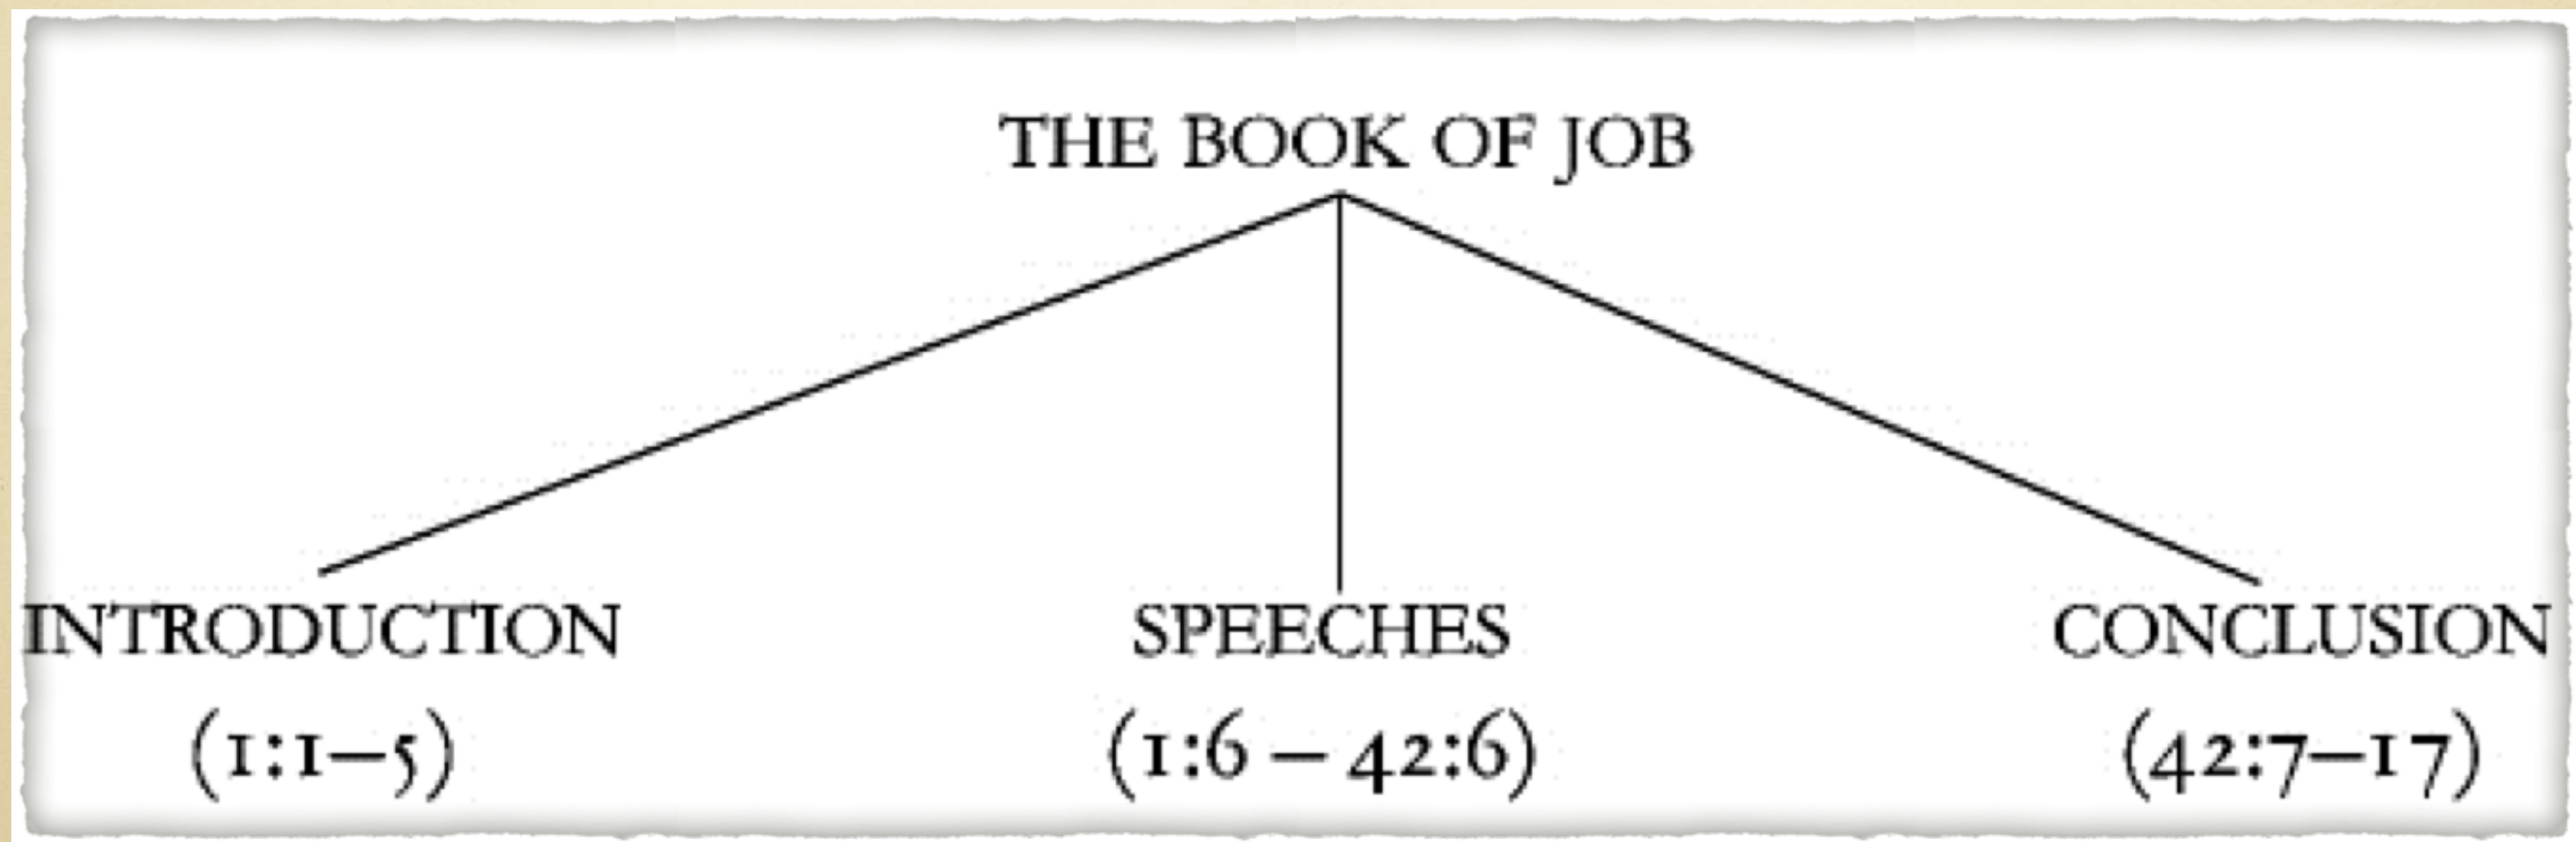 THE BOOK OF JOB
INTRODUCTION SPEECHES CONCLUSION
(1:1–5) (1:6 – 42:6) (42:7–17)